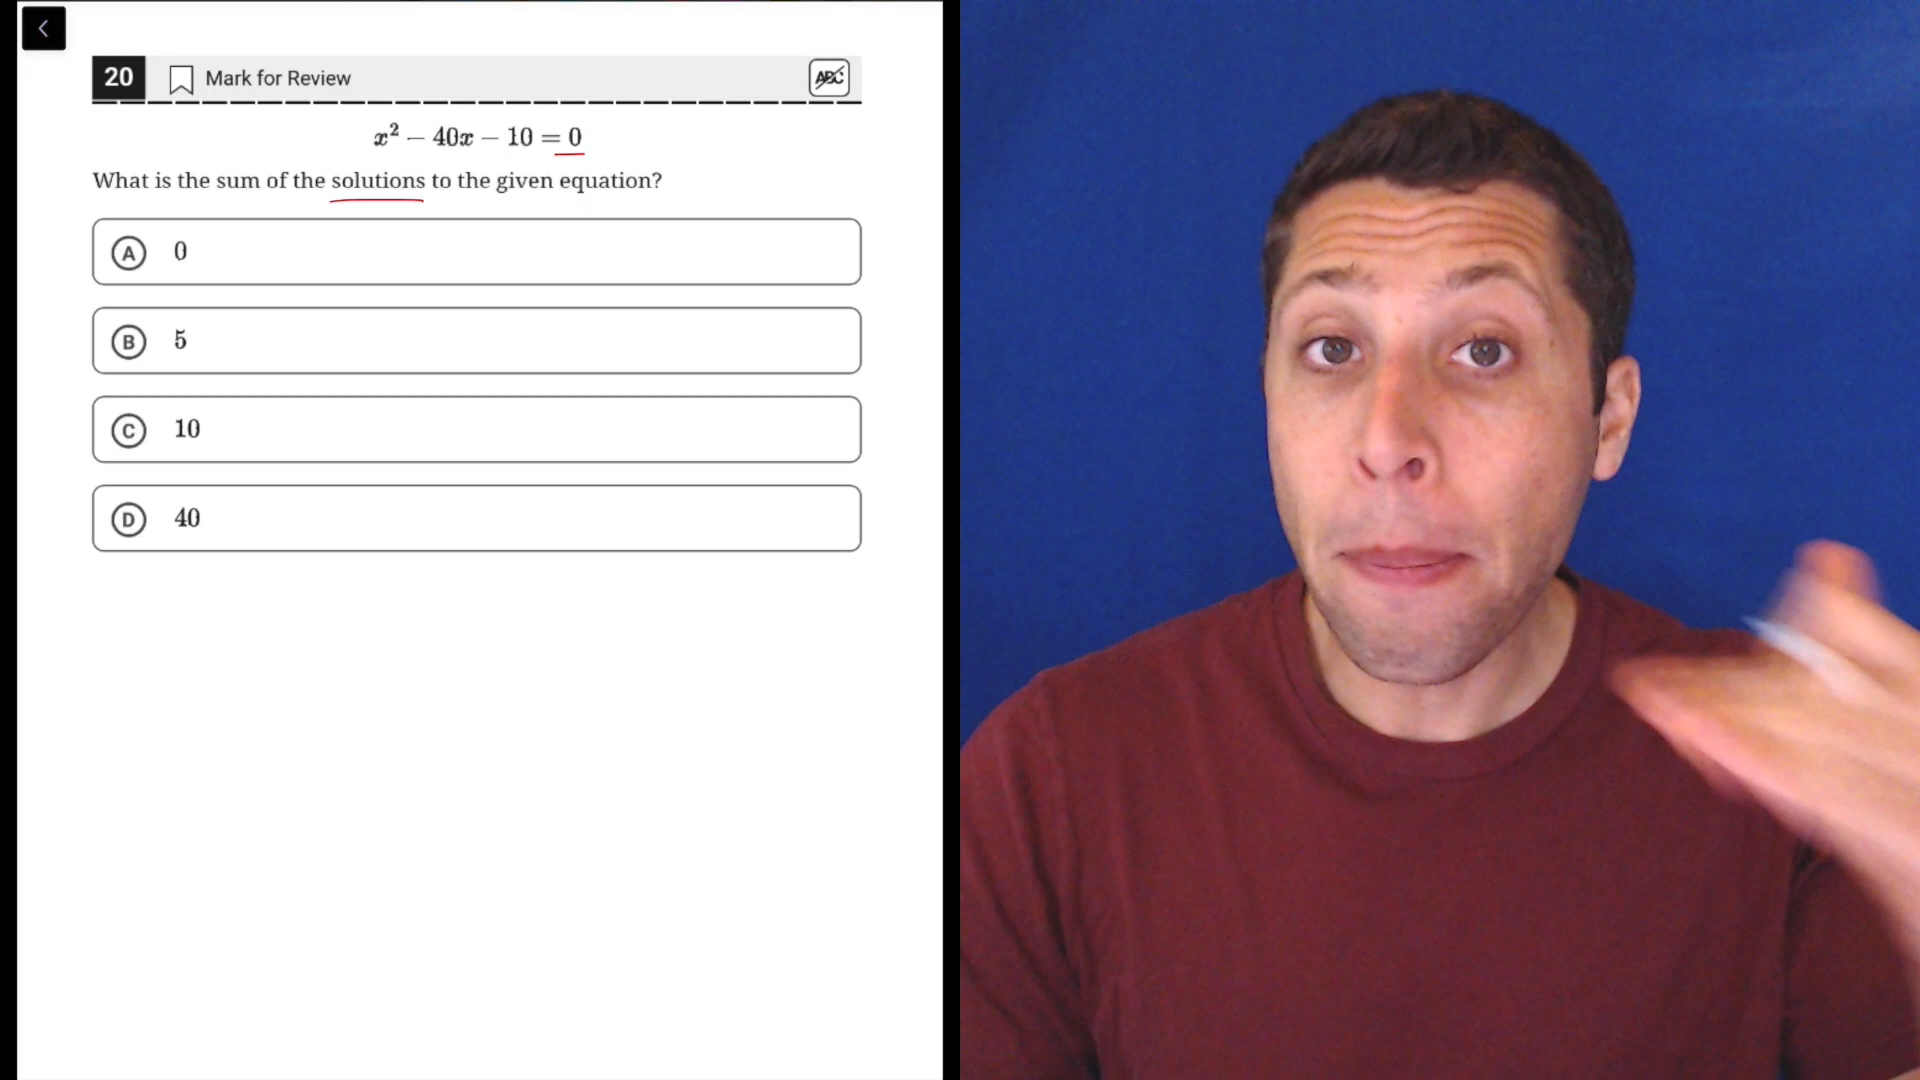 20 Mark for Review ABC
x² − 40x − 10 = 0
What is the sum of the solutions to the given equation?
A 0
B 5
C 10
D 40